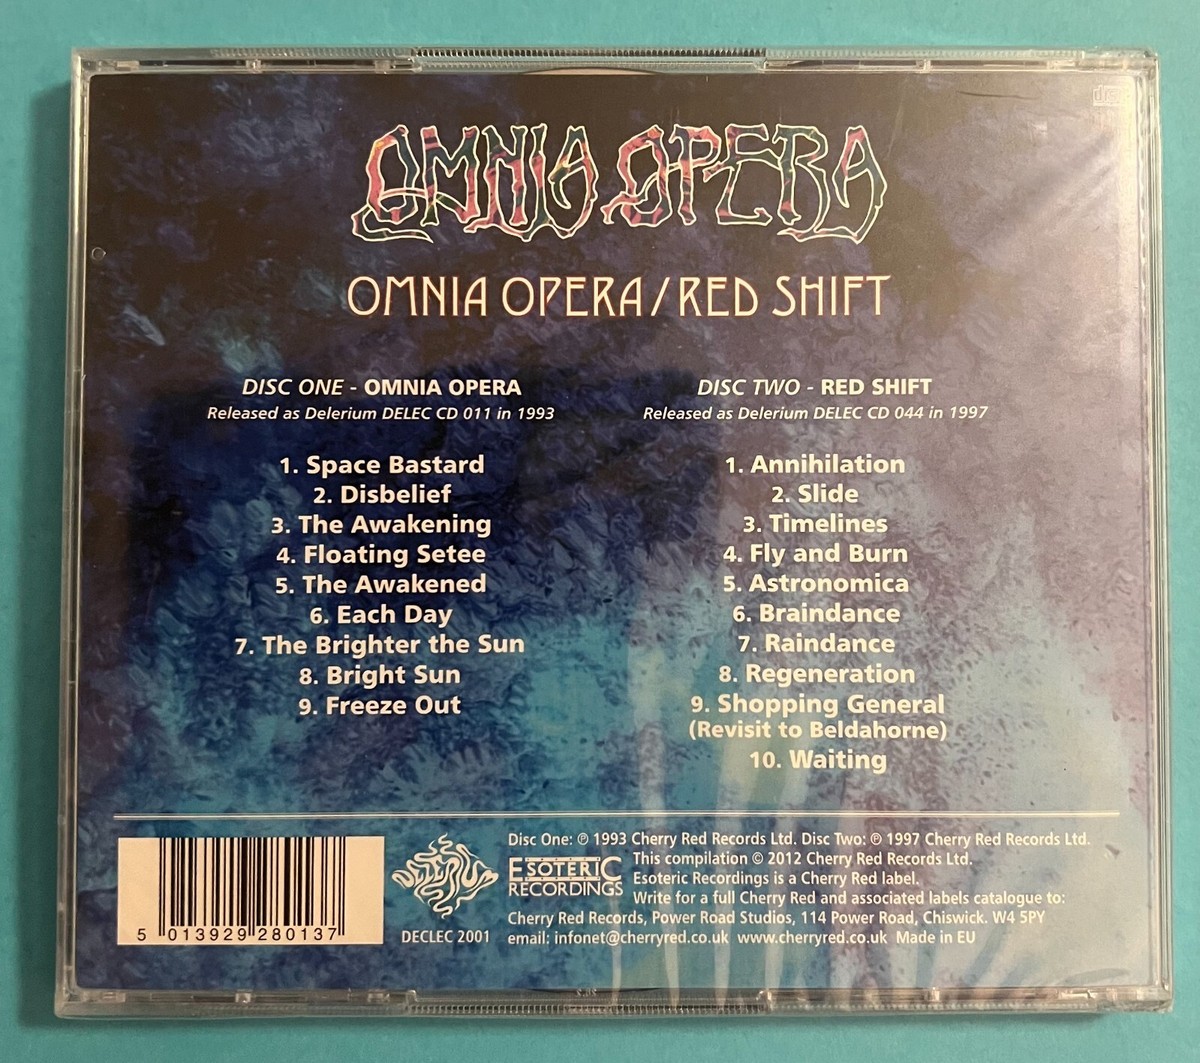 OMNIA OPERA
OMNIA OPERA / RED SHIFT
DISC ONE - OMNIA OPERA
Released as Delerium DELEC CD 011 in 1993
1. Space Bastard
2. Disbelief
3. The Awakening
4. Floating Setee
5. The Awakened
6. Each Day
7. The Brighter the Sun
8. Bright Sun
9. Freeze Out
DISC TWO - RED SHIFT
Released as Delerium DELEC CD 044 in 1997
1. Annihilation
2. Slide
3. Timelines
4. Fly and Burn
5. Astronomica
6. Braindance
7. Raindance
8. Regeneration
9. Shopping General
(Revisit to Beldahorne)
10. Waiting
5 013929 280137
DELERIUM
DECLEC 2001
ESOTERIC
RECORDINGS
Disc One: ℗ 1993 Cherry Red Records Ltd. Disc Two: ℗ 1997 Cherry Red Records Ltd.
This compilation © 2012 Cherry Red Records Ltd.
Esoteric Recordings is a Cherry Red label.
Write for a full Cherry Red and associated labels catalogue to:
Cherry Red Records, Power Road Studios, 114 Power Road, Chiswick. W4 5PY
email: infonet@cherryred.co.uk www.cherryred.co.uk Made in EU